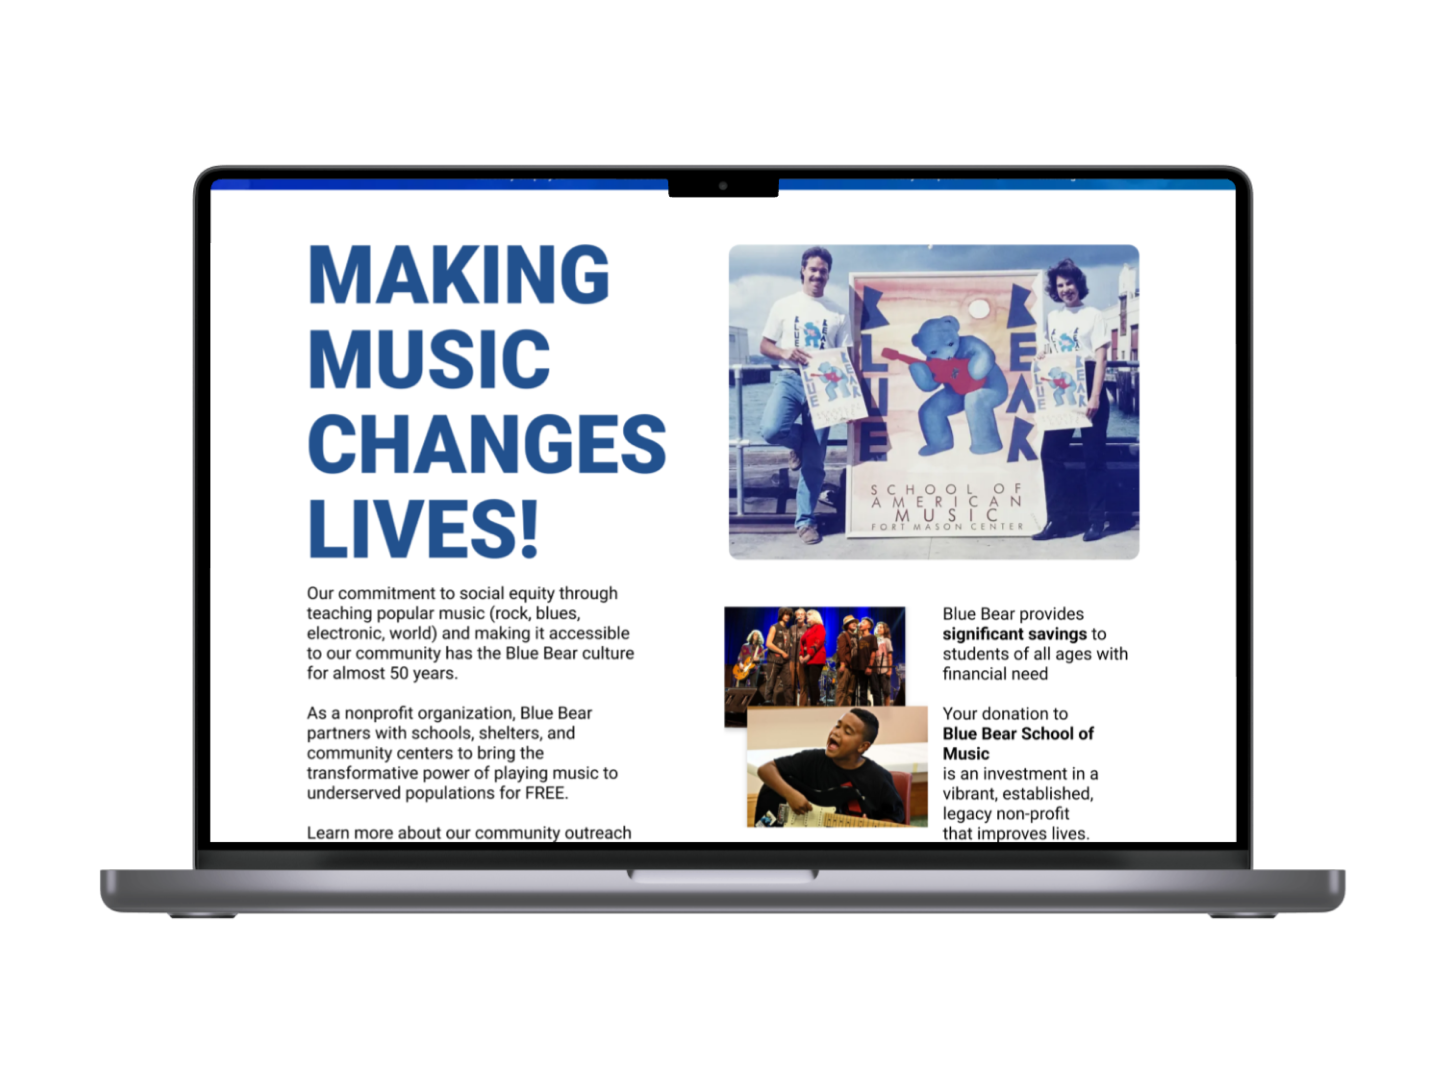 MAKING
MUSIC
CHANGES
LIVES!
Our commitment to social equity through
teaching popular music (rock, blues,
electronic, world) and making it accessible
to our community has the Blue Bear culture
for almost 50 years.
As a nonprofit organization, Blue Bear
partners with schools, shelters, and
community centers to bring the
transformative power of playing music to
underserved populations for FREE.
Learn more about our community outreach
BLUE
BEAR
SCHOOL OF
AMERICAN
MUSIC
FORT MASON CENTER
BLUE
BEAR
BLUE
BEAR
Blue Bear provides
significant savings to
students of all ages with
financial need
Your donation to
Blue Bear School of
Music
is an investment in a
vibrant, established,
legacy non-profit
that improves lives.